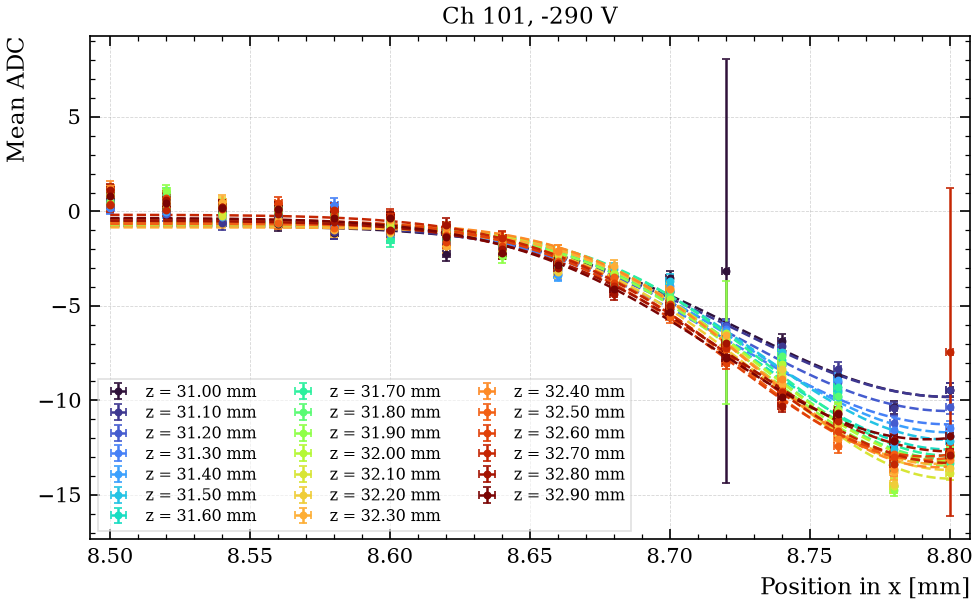 Ch 101, -290 V
Mean ADC
5
0
−5
−10
−15
z = 31.00 mm
z = 31.10 mm
z = 31.20 mm
z = 31.30 mm
z = 31.40 mm
z = 31.50 mm
z = 31.60 mm
z = 31.70 mm
z = 31.80 mm
z = 31.90 mm
z = 32.00 mm
z = 32.10 mm
z = 32.20 mm
z = 32.30 mm
z = 32.40 mm
z = 32.50 mm
z = 32.60 mm
z = 32.70 mm
z = 32.80 mm
z = 32.90 mm
8.50 8.55 8.60 8.65 8.70 8.75 8.80
Position in x [mm]